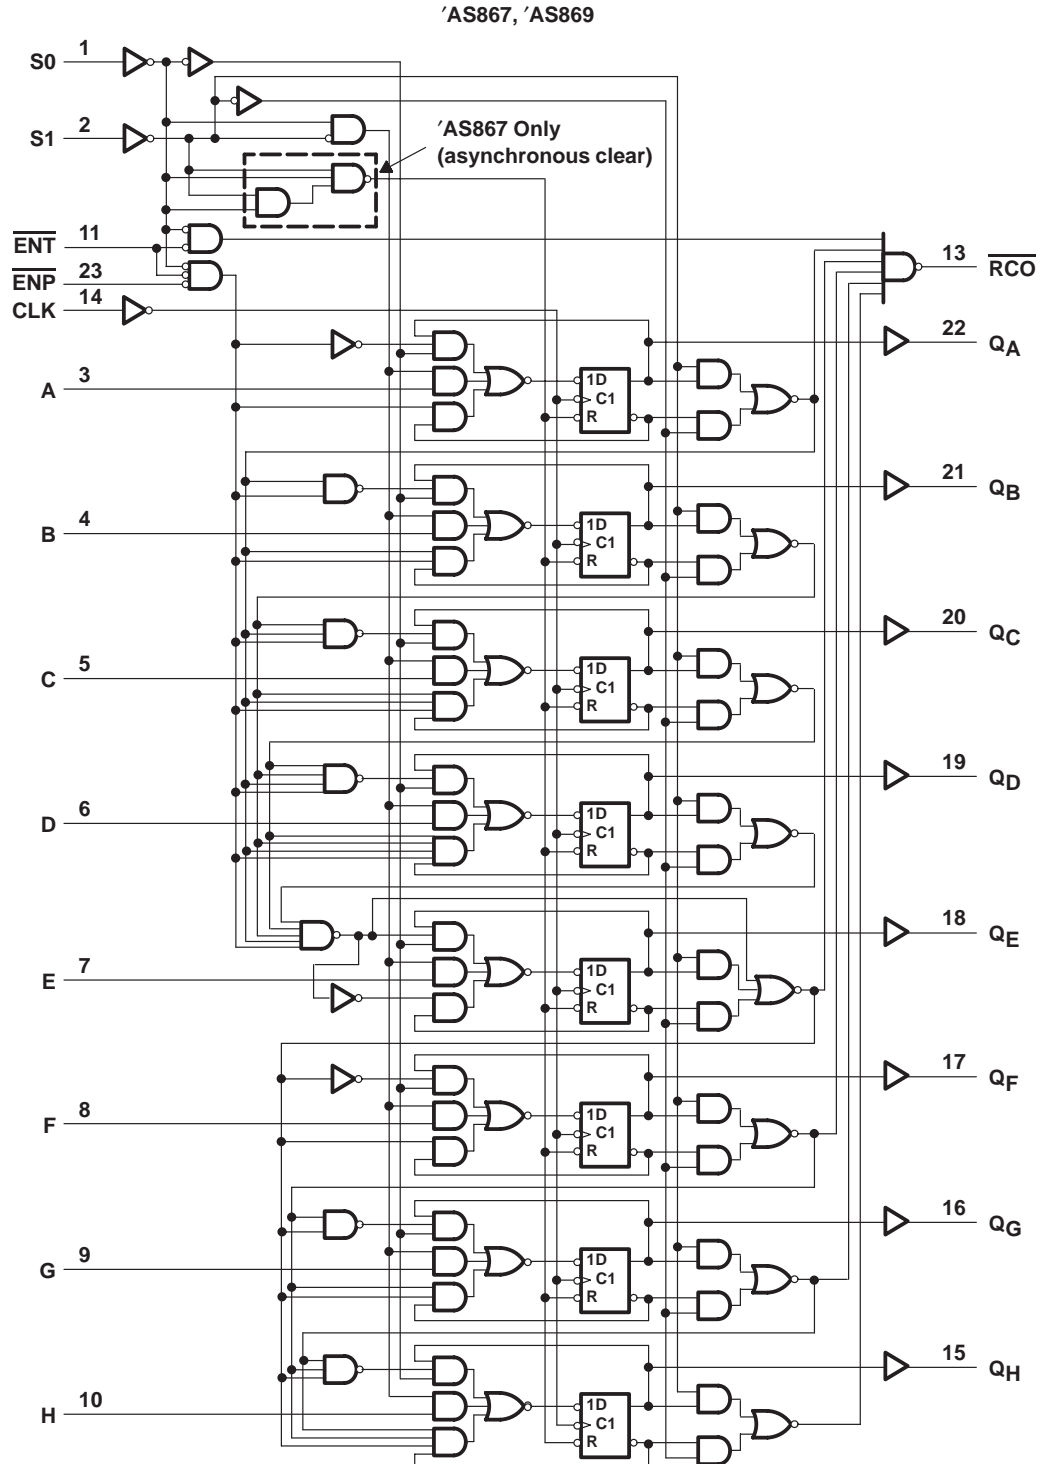 ′AS867, ′AS869
S0 1
S1 2
′AS867 Only
(asynchronous clear)
ENT 11
ENP 23
CLK 14
13 RCO
22 QA
A 3
1D
C1
R
21 QB
B 4
1D
C1
R
20 QC
C 5
1D
C1
R
19 QD
D 6
1D
C1
R
18 QE
E 7
1D
C1
R
17 QF
F 8
1D
C1
R
16 QG
G 9
1D
C1
R
15 QH
H 10
1D
C1
R